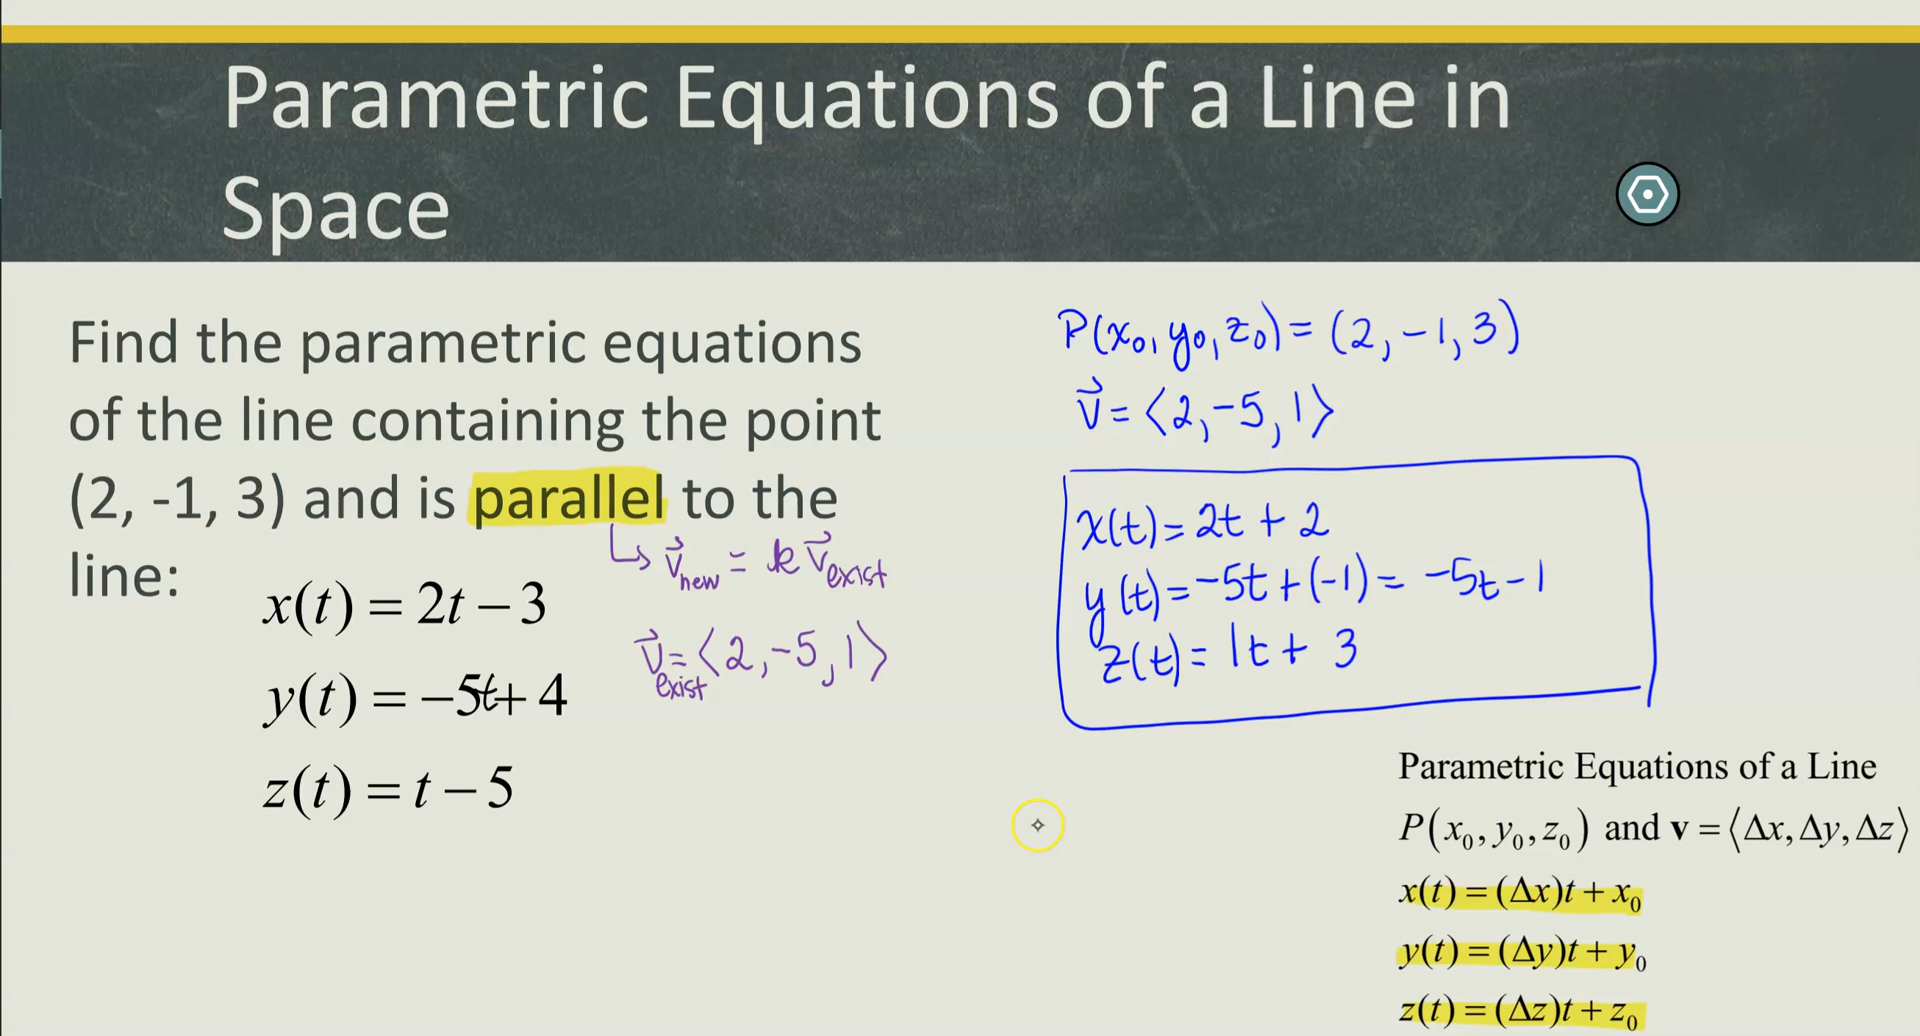 Parametric Equations of a Line in
Space
Find the parametric equations
of the line containing the point
(2, -1, 3) and is parallel to the
line:
x(t) = 2t − 3
y(t) = −5t + 4
z(t) = t − 5
↳ v⃗new = k v⃗exist
v⃗exist = ⟨2, −5, 1⟩
P(x₀, y₀, z₀) = (2, −1, 3)
v⃗ = ⟨2, −5, 1⟩
x(t) = 2t + 2
y(t) = −5t + (−1) = −5t − 1
z(t) = 1t + 3
Parametric Equations of a Line
P(x₀, y₀, z₀) and v = ⟨Δx, Δy, Δz⟩
x(t) = (Δx)t + x₀
y(t) = (Δy)t + y₀
z(t) = (Δz)t + z₀